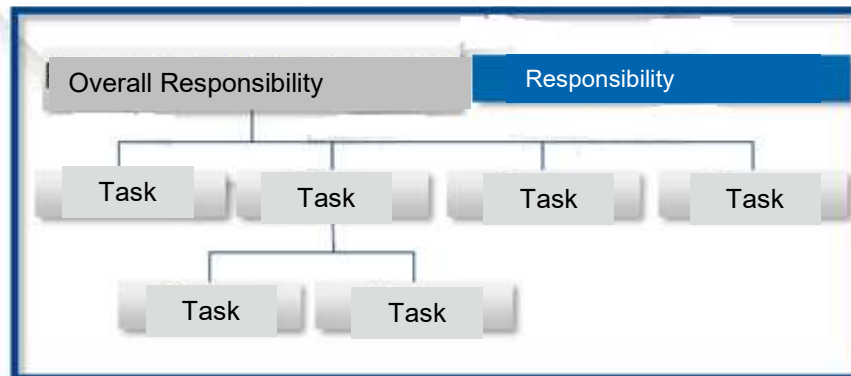 Overall Responsibility
Responsibility
Task
Task
Task
Task
Task
Task